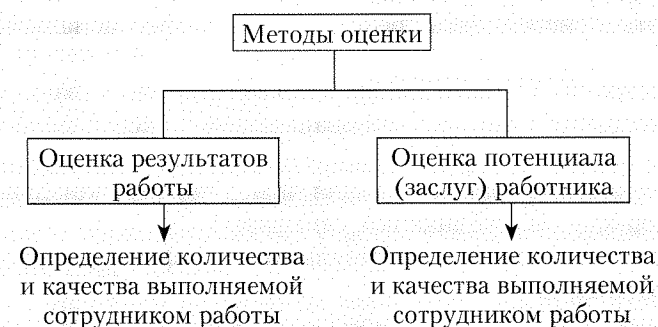 Методы оценки
Оценка результатов
работы
Оценка потенциала
(заслуг) работника
Определение количества
и качества выполняемой
сотрудником работы
Определение количества
и качества выполняемой
сотрудником работы